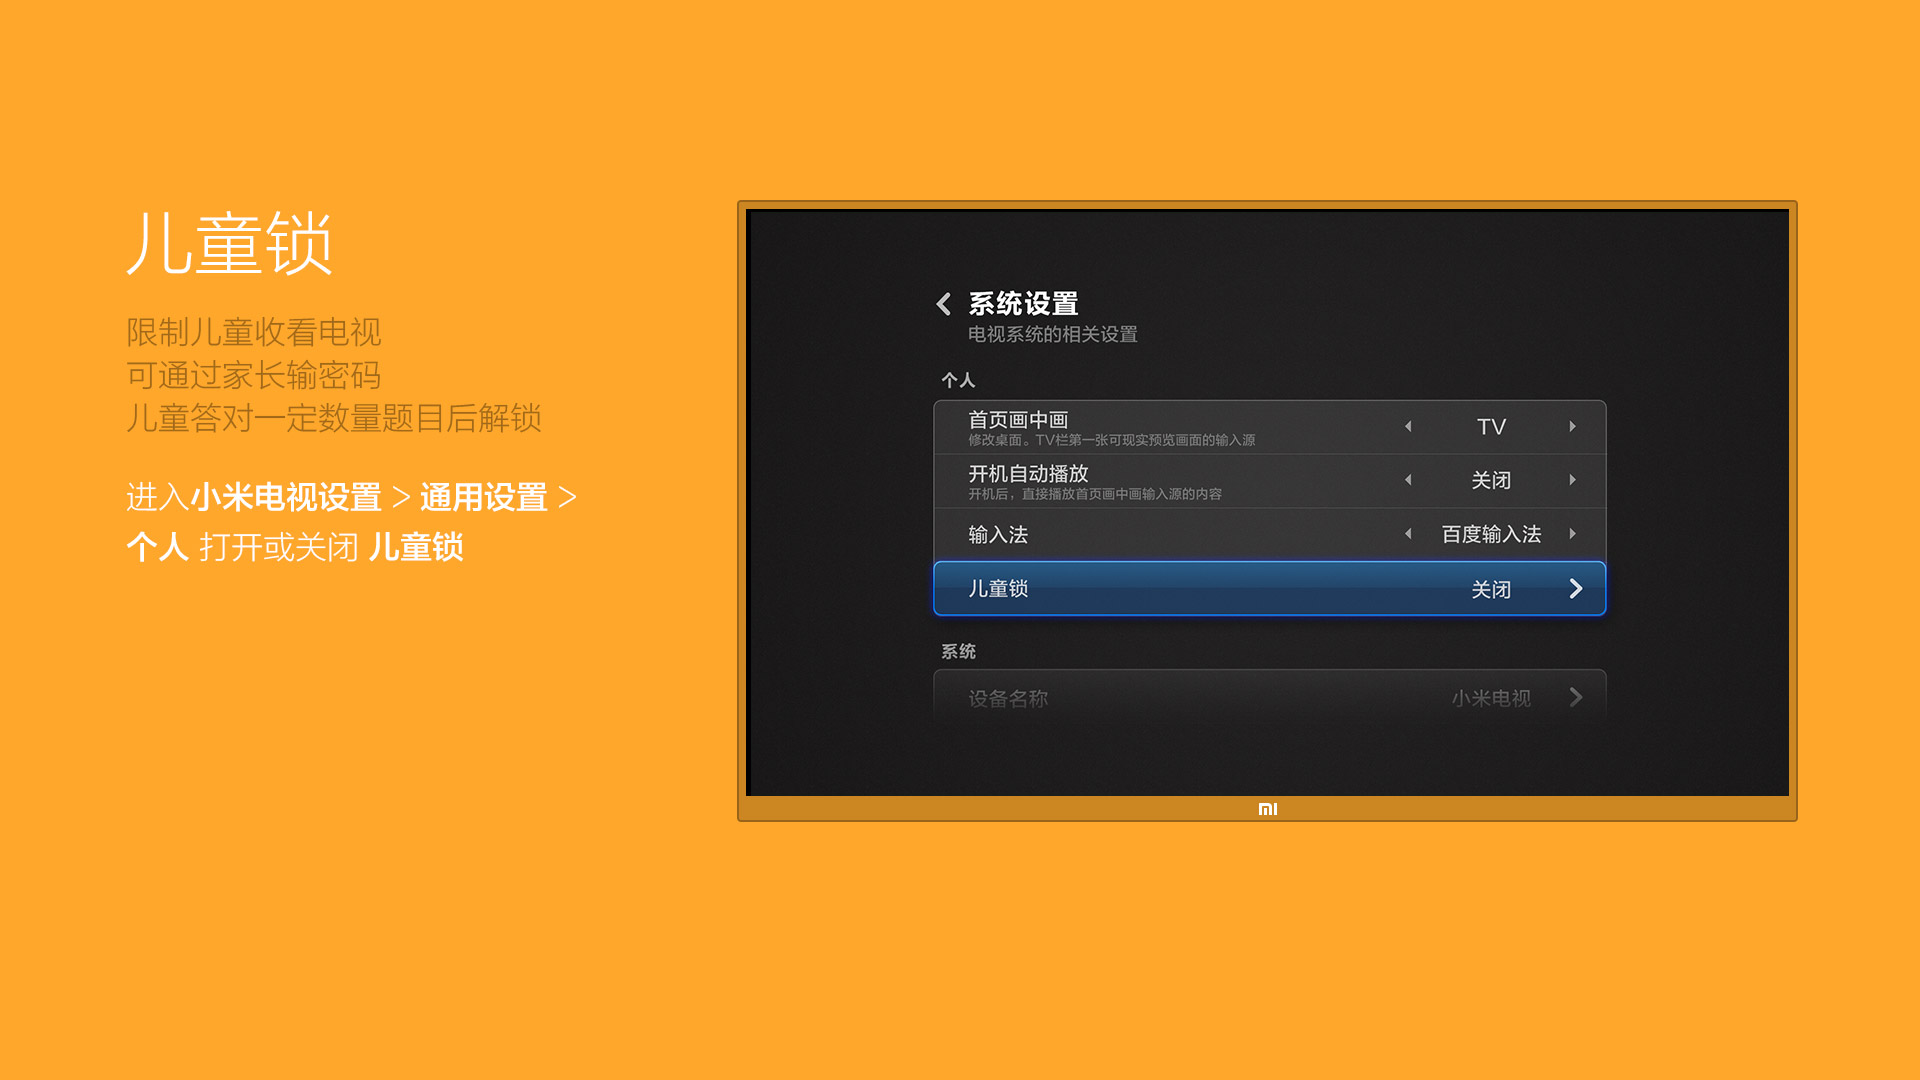 儿童锁
限制儿童收看电视
可通过家长输密码
儿童答对一定数量题目后解锁
进入小米电视设置 > 通用设置 >
个人 打开或关闭 儿童锁
系统设置
电视系统的相关设置
个人
首页画中画
修改桌面。TV栏第一张可现实预览画面的输入源
TV
开机自动播放
开机后，直接播放首页画中画输入源的内容
关闭
输入法
百度输入法
儿童锁
关闭
系统
设备名称
小米电视
mi